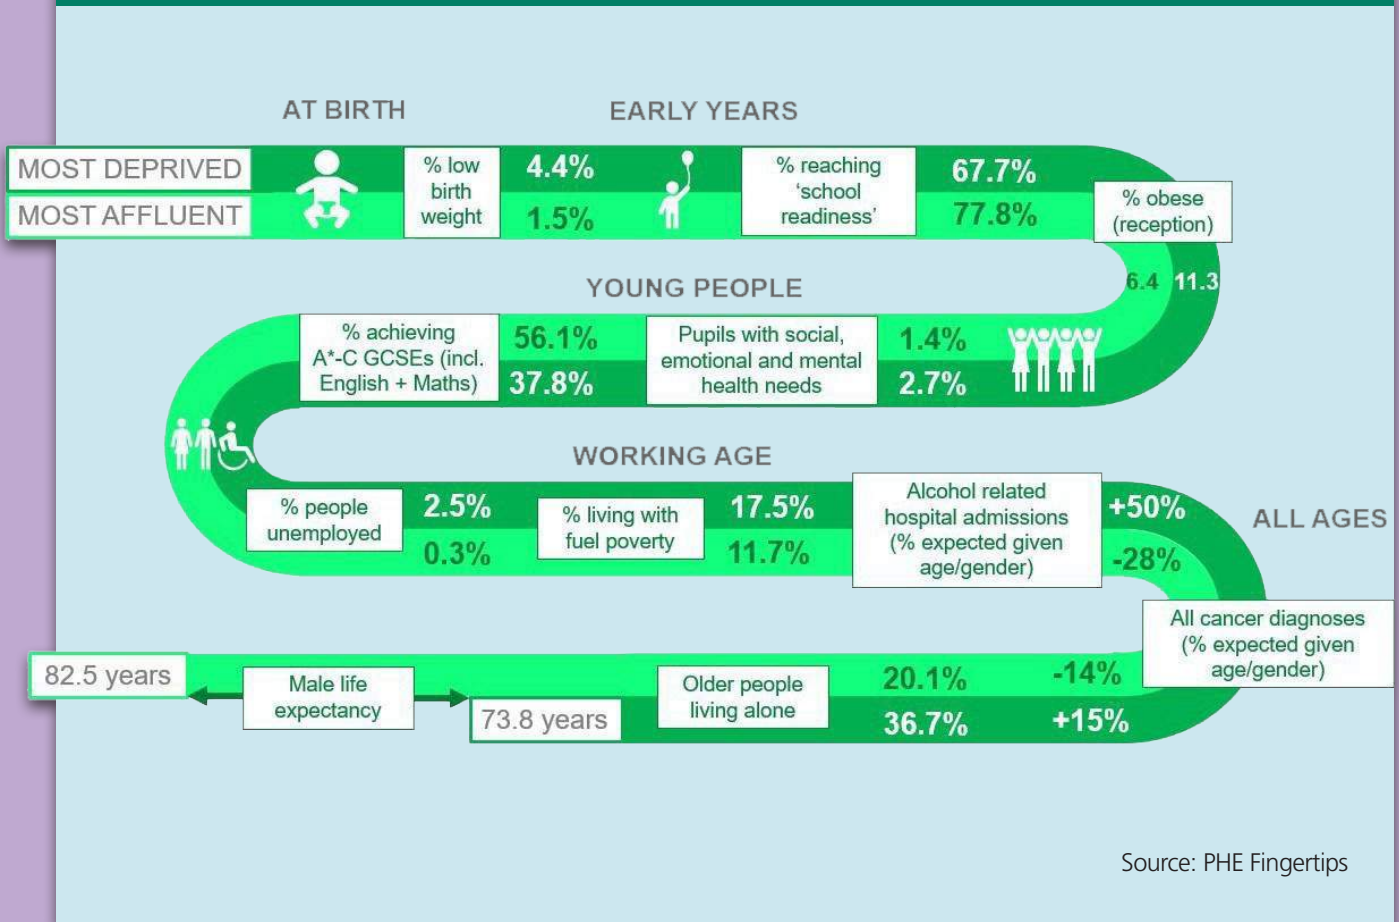 AT BIRTH
EARLY YEARS
MOST DEPRIVED
MOST AFFLUENT
% low
birth
weight
4.4%
1.5%
% reaching
‘school
readiness’
67.7%
77.8%
% obese
(reception)
6.4 11.3
YOUNG PEOPLE
% achieving
A*-C GCSEs (incl.
English + Maths)
56.1%
37.8%
Pupils with social,
emotional and mental
health needs
1.4%
2.7%
WORKING AGE
% people
unemployed
2.5%
0.3%
% living with
fuel poverty
17.5%
11.7%
Alcohol related
hospital admissions
(% expected given
age/gender)
+50%
-28%
ALL AGES
All cancer diagnoses
(% expected given
age/gender)
82.5 years
Male life
expectancy
73.8 years
Older people
living alone
20.1%
36.7%
-14%
+15%
Source: PHE Fingertips